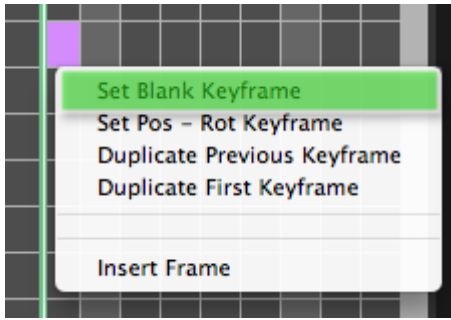 Set Blank Keyframe
Set Pos – Rot Keyframe
Duplicate Previous Keyframe
Duplicate First Keyframe
Insert Frame